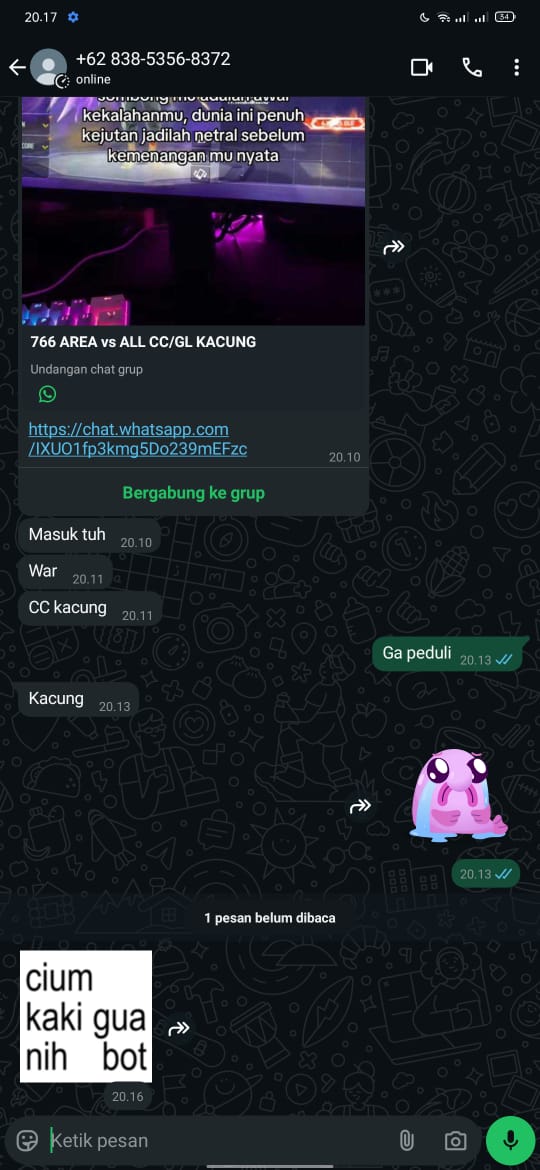 20.17
54
+62 838-5356-8372
online
sombong mu adalah awal
kekalahanmu, dunia ini penuh
kejutan jadilah netral sebelum
kemenangan mu nyata
766 AREA vs ALL CC/GL KACUNG
Undangan chat grup
https://chat.whatsapp.com
/IXUO1fp3kmg5Do239mEFzc
20.10
Bergabung ke grup
Masuk tuh 20.10
War 20.11
CC kacung 20.11
Ga peduli 20.13
Kacung 20.13
20.13
1 pesan belum dibaca
cium
kaki gua
nih bot
20.16
Ketik pesan